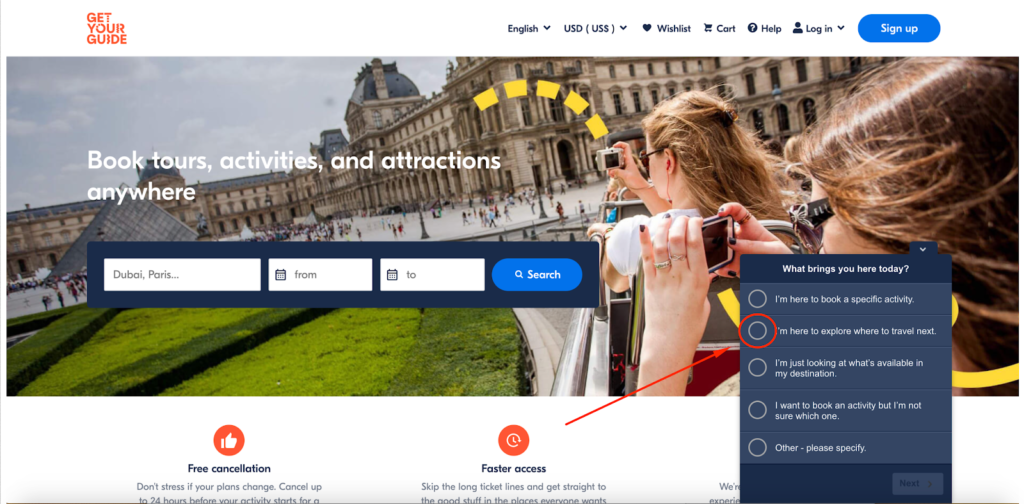 GET
YOUR
GUIDE
English USD ( US$ ) Wishlist Cart Help Log in Sign up
Book tours, activities, and attractions
anywhere
Dubai, Paris... from to Search
What brings you here today?
I'm here to book a specific activity.
I'm here to explore where to travel next.
I'm just looking at what's available in
my destination.
I want to book an activity but I'm not
sure which one.
Other - please specify.
Next
Free cancellation
Don't stress if your plans change. Cancel up
to 24 hours before your activity starts for a
Faster access
Skip the long ticket lines and get straight to
the good stuff in the places everyone wants